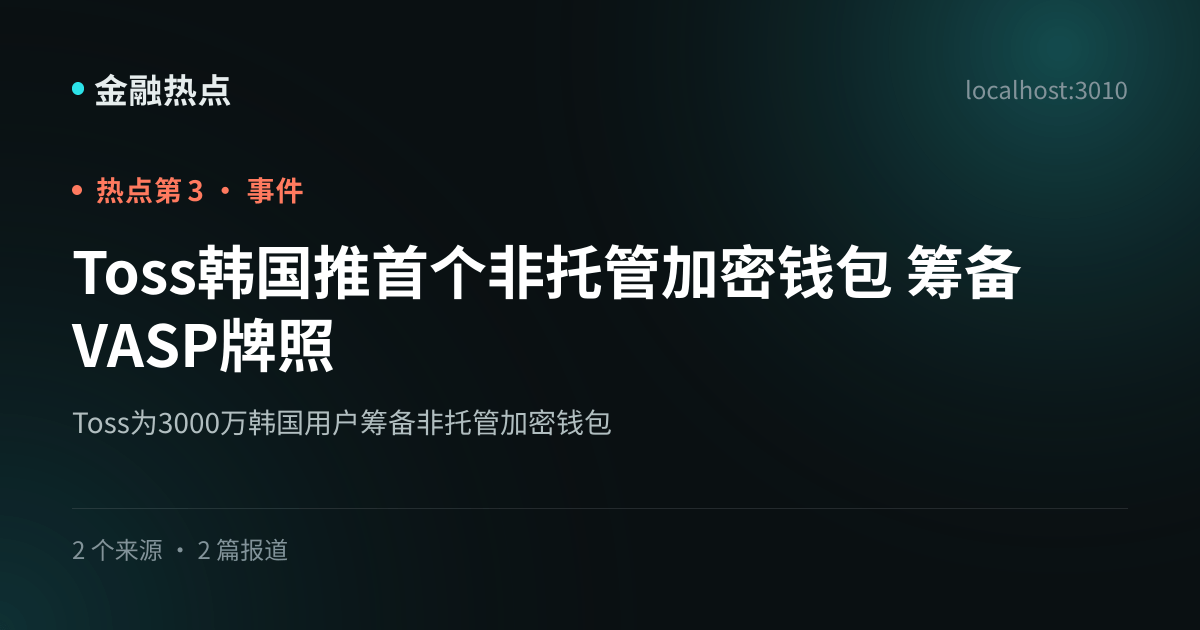 金融热点
localhost:3010
热点第 3 · 事件
Toss韩国推首个非托管加密钱包 筹备
VASP牌照
Toss为3000万韩国用户筹备非托管加密钱包
2 个来源 · 2 篇报道